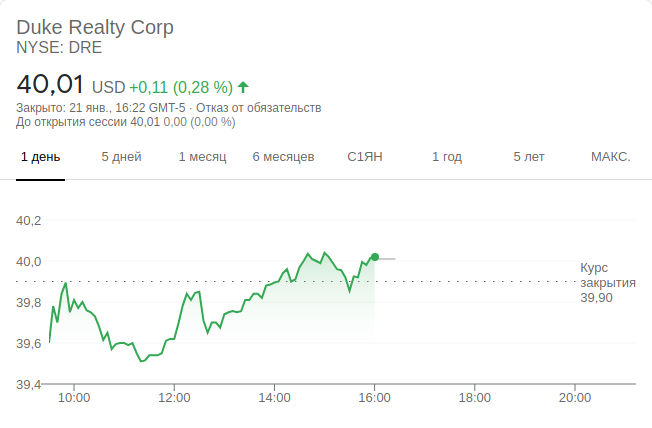 Duke Realty Corp
NYSE: DRE
40,01 USD +0,11 (0,28 %)
Закрыто: 21 янв., 16:22 GMT-5 · Отказ от обязательств
До открытия сессии 40,01 0,00 (0,00 %)
1 день 5 дней 1 месяц 6 месяцев С1ЯН 1 год 5 лет МАКС.
40,2
40,0
Курс
закрытия
39,90
39,8
39,6
39,4
10:00 12:00 14:00 16:00 18:00 20:00